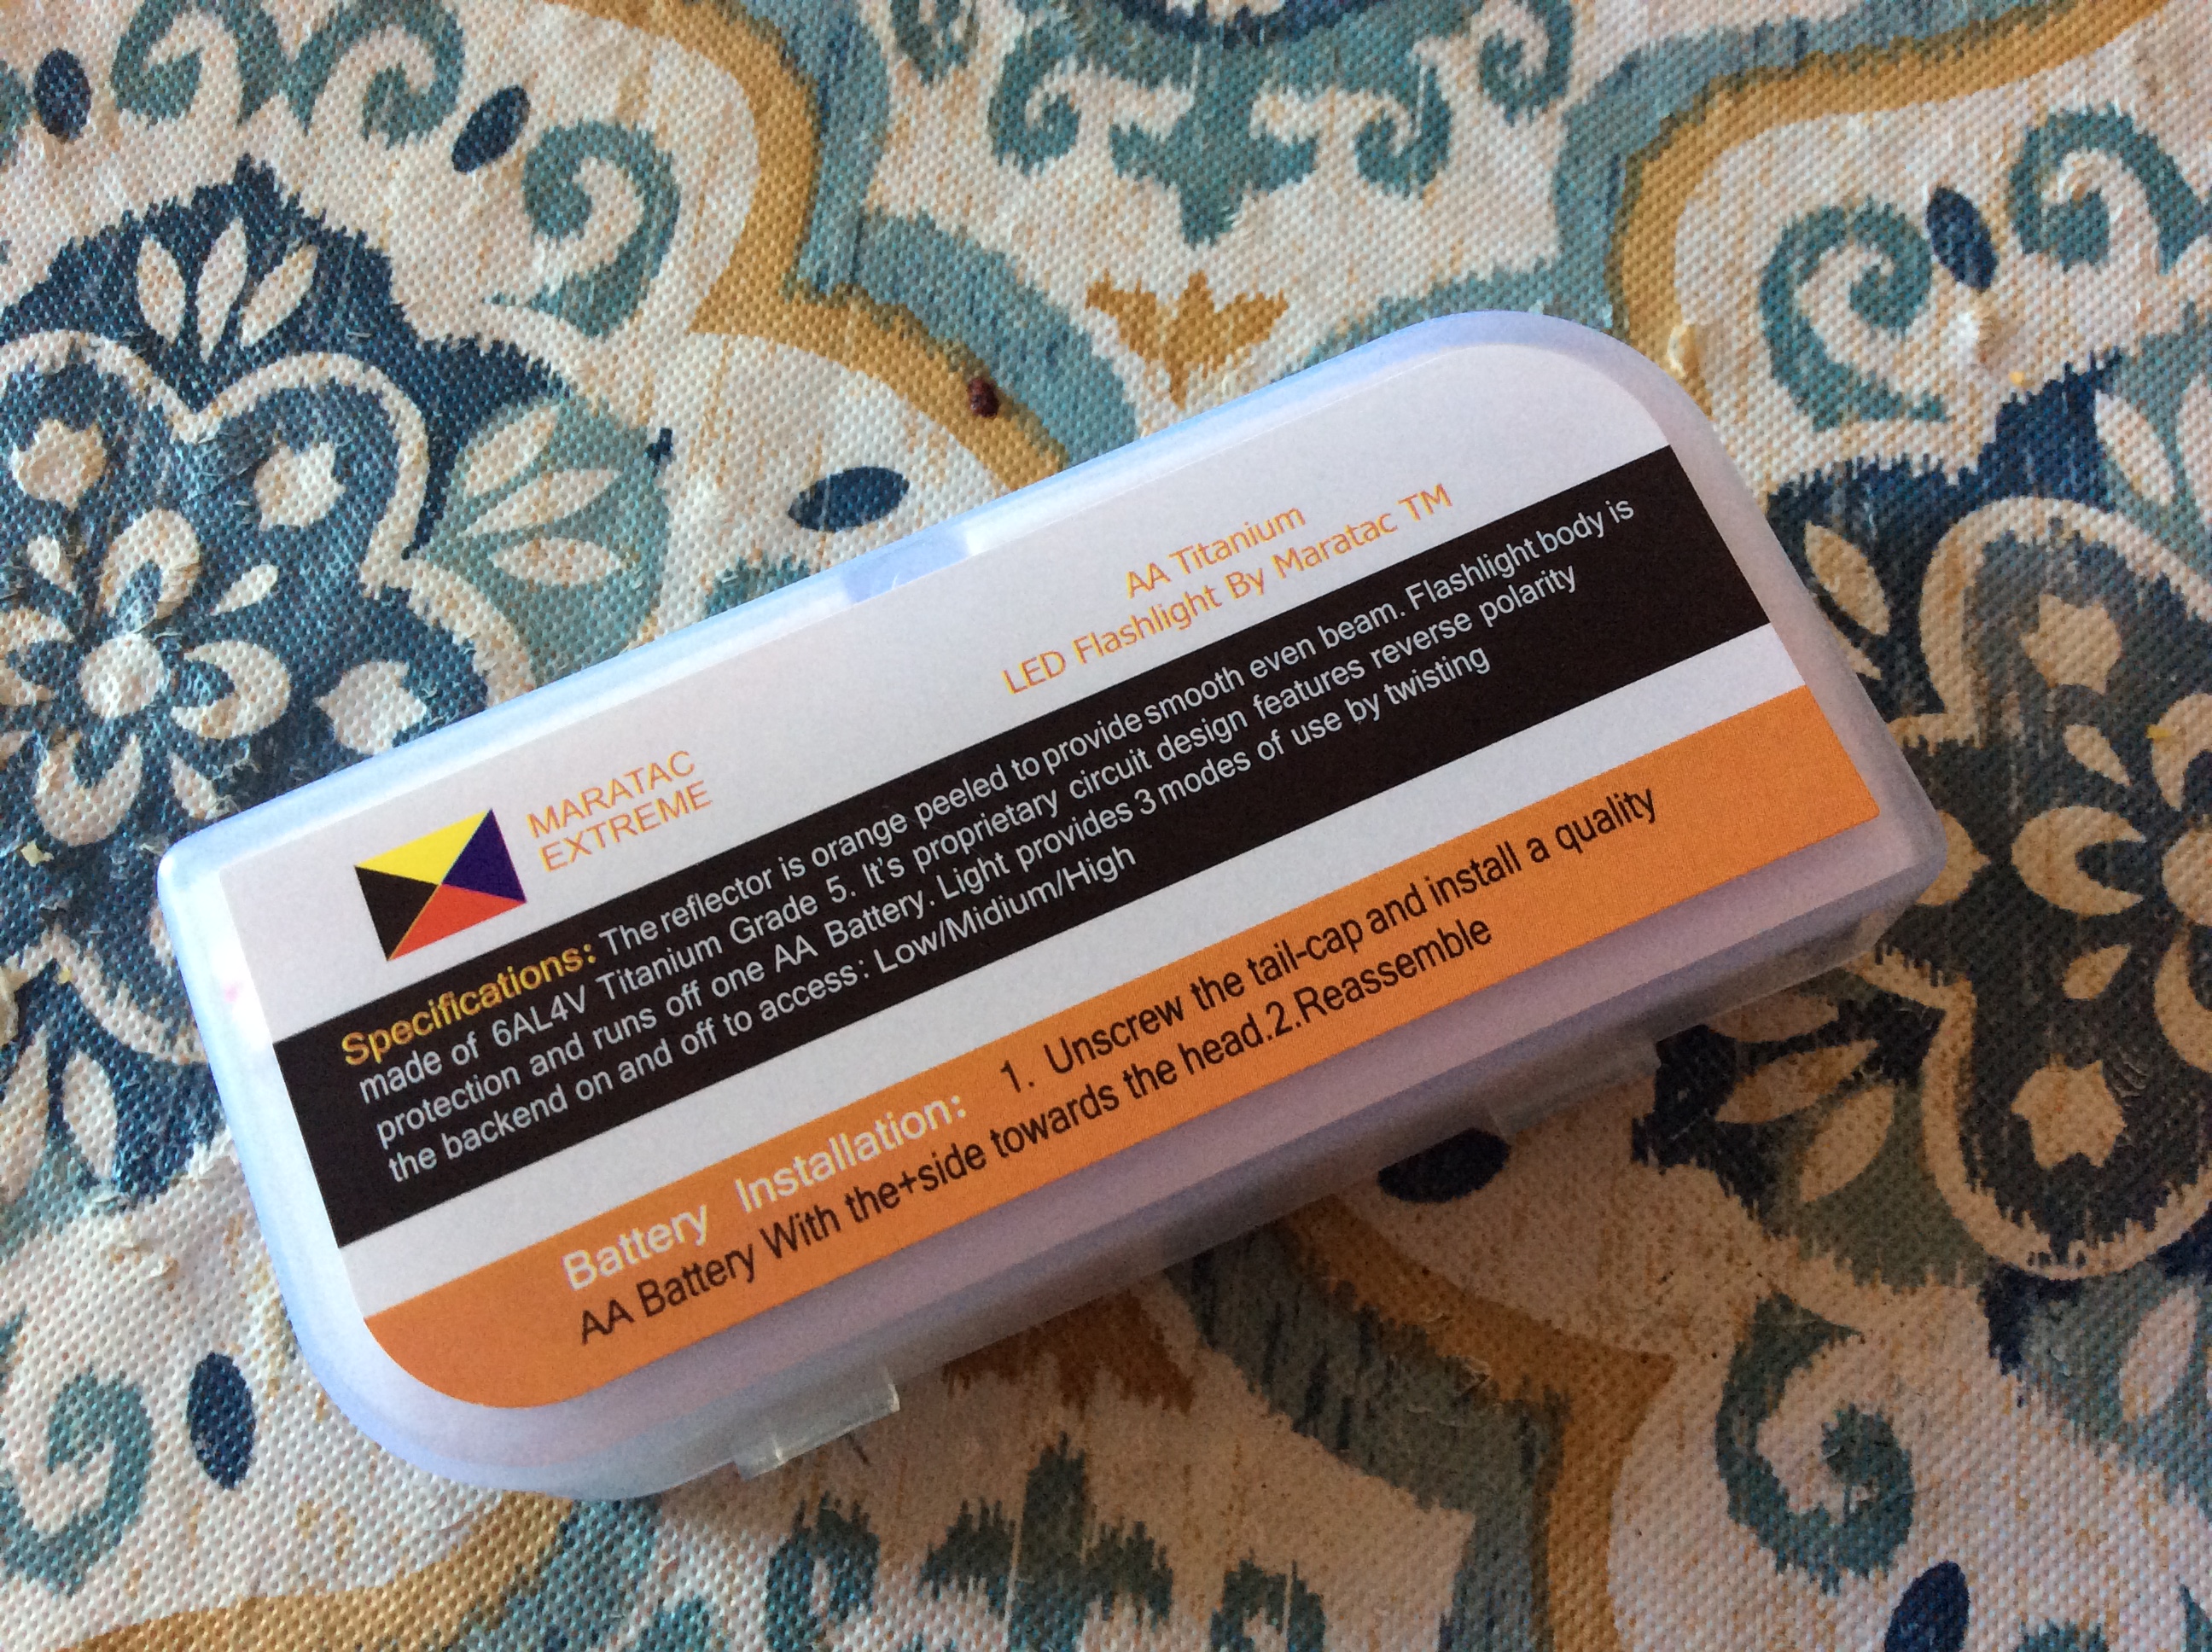 MARATAC
EXTREME
AA Titanium
LED Flashlight By Maratac TM
Specifications: The reflector is orange peeled to provide smooth even beam. Flashlight body is
made of 6AL4V Titanium Grade 5. It's proprietary circuit design features reverse polarity
protection and runs off one AA Battery. Light provides 3 modes of use by twisting
the backend on and off to access: Low/Midium/High
Battery Installation: 1. Unscrew the tail-cap and install a quality
AA Battery With the+side towards the head.2.Reassemble